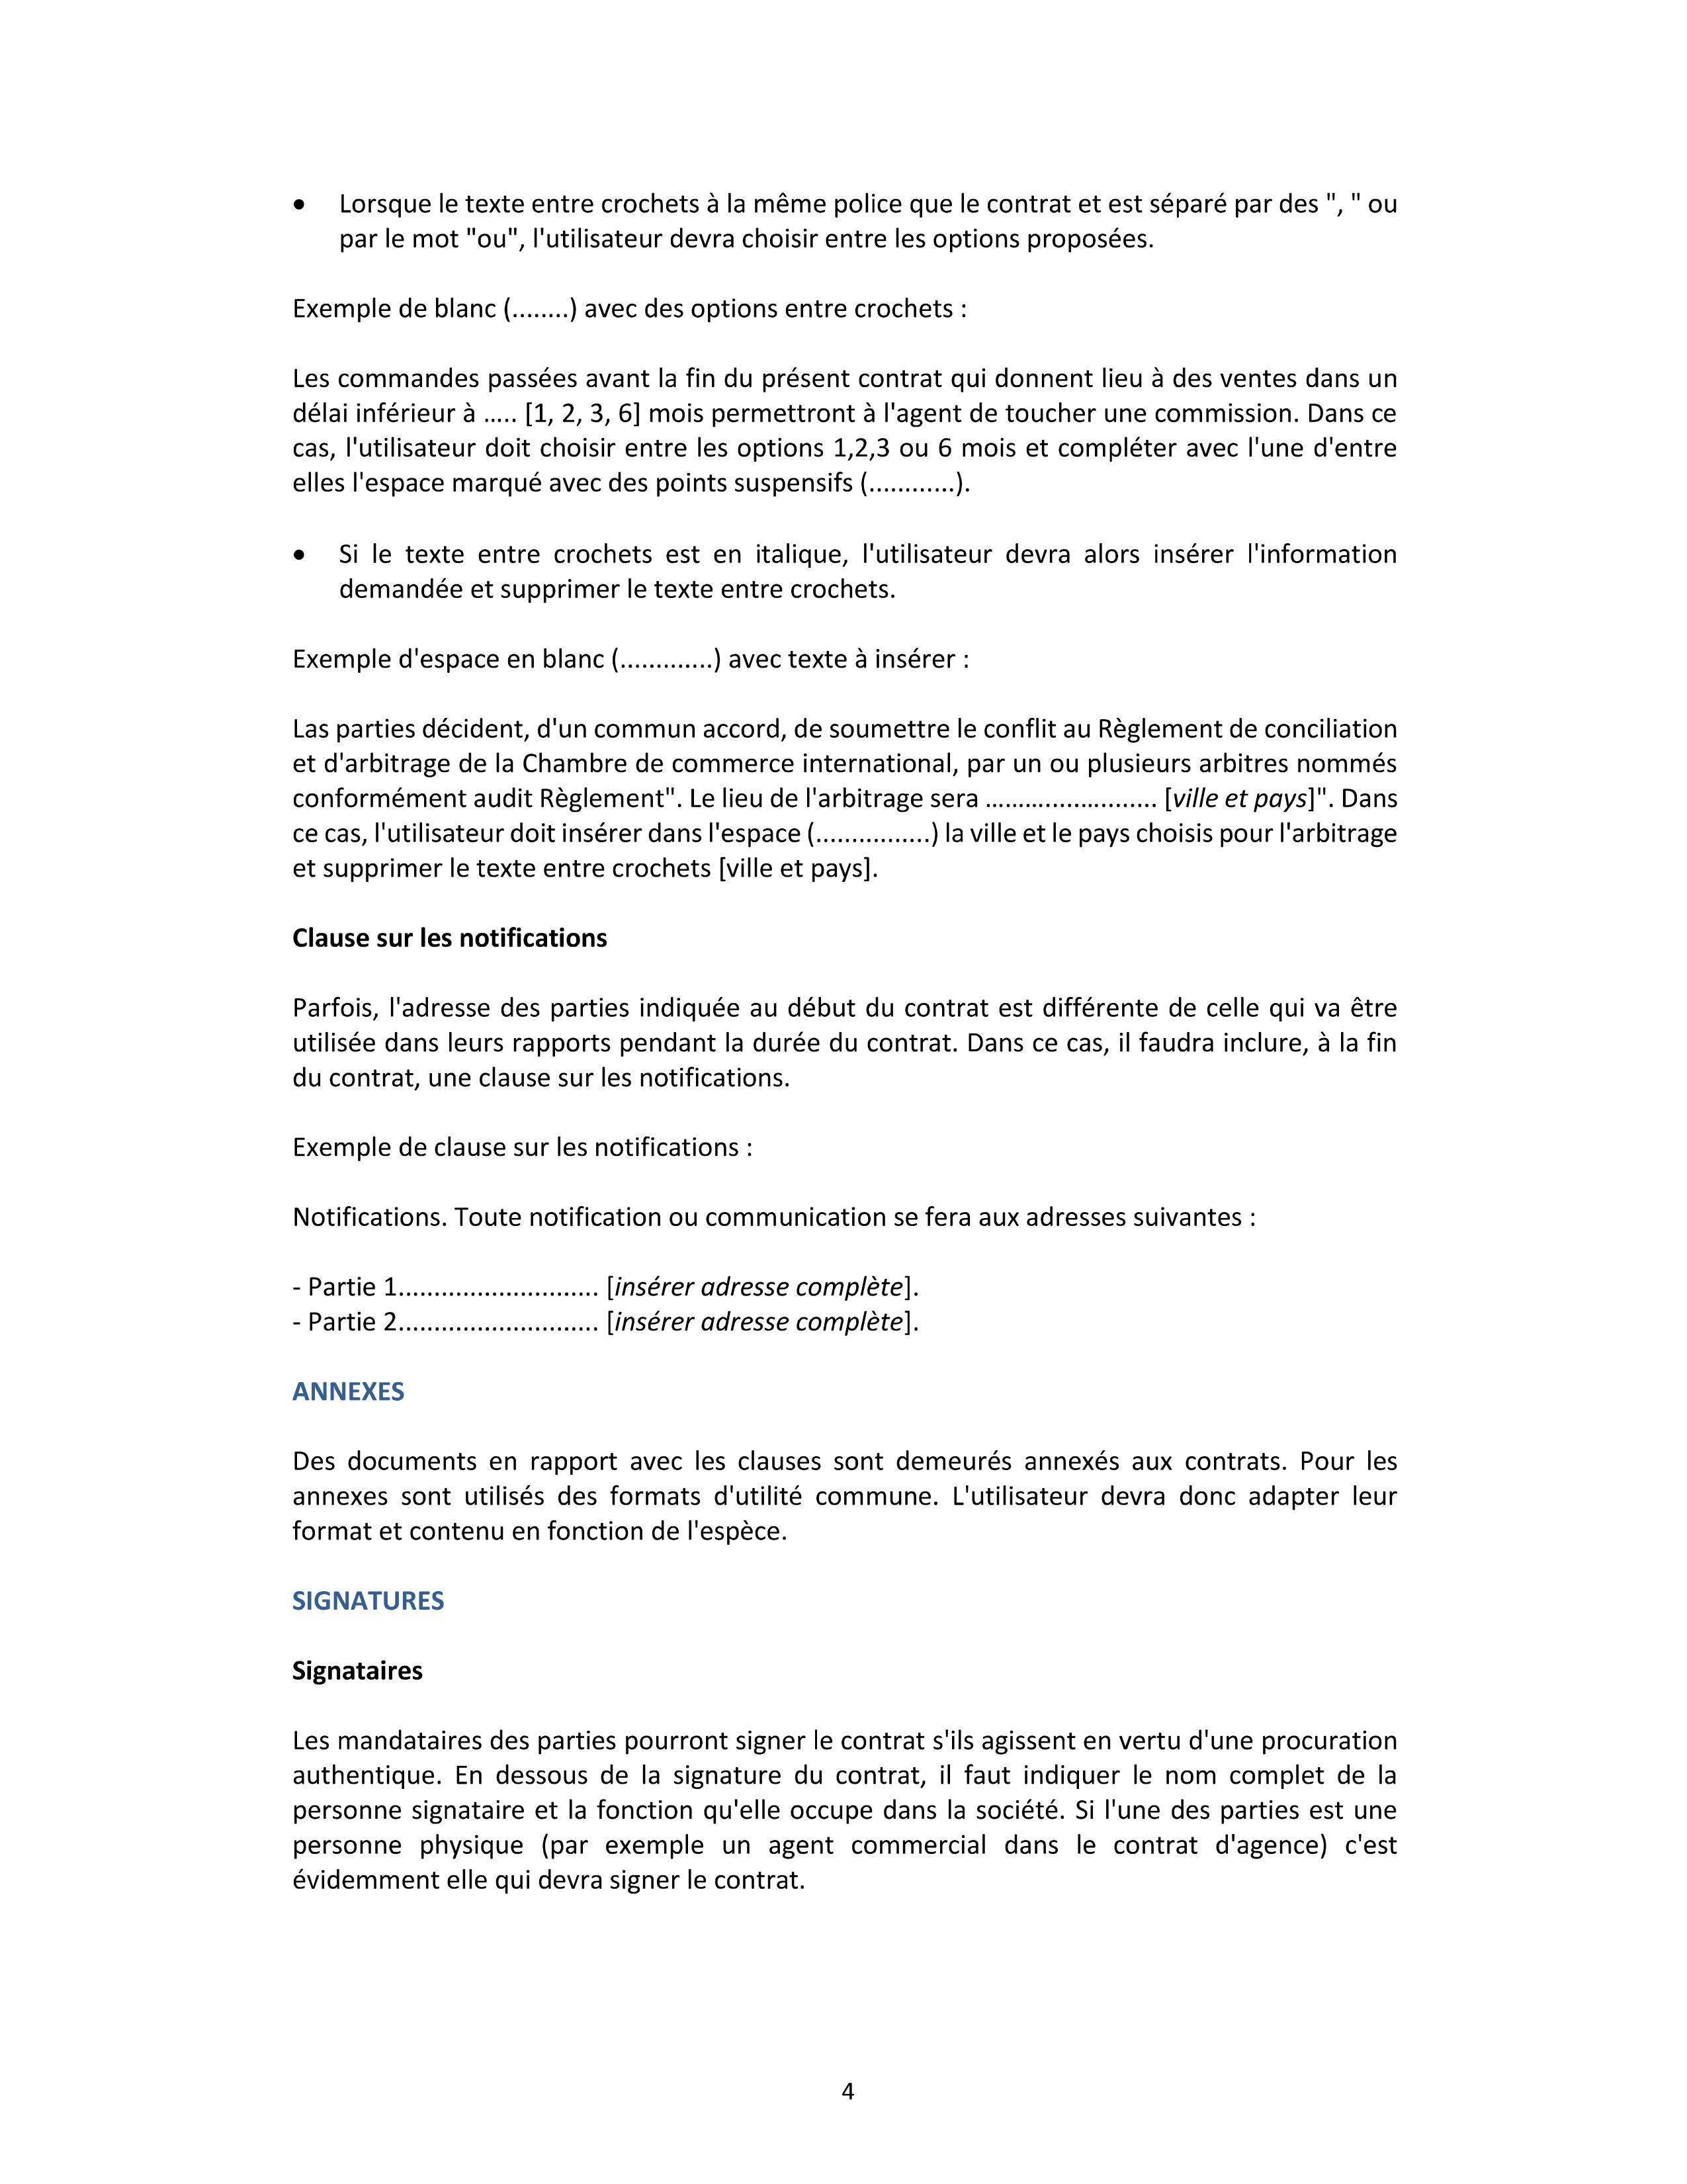 • Lorsque le texte entre crochets à la même police que le contrat et est séparé par des ", " ou
par le mot "ou", l'utilisateur devra choisir entre les options proposées.
Exemple de blanc (........) avec des options entre crochets :
Les commandes passées avant la fin du présent contrat qui donnent lieu à des ventes dans un
délai inférieur à ….. [1, 2, 3, 6] mois permettront à l'agent de toucher une commission. Dans ce
cas, l'utilisateur doit choisir entre les options 1,2,3 ou 6 mois et compléter avec l'une d'entre
elles l'espace marqué avec des points suspensifs (............).
• Si le texte entre crochets est en italique, l'utilisateur devra alors insérer l'information
demandée et supprimer le texte entre crochets.
Exemple d'espace en blanc (.............) avec texte à insérer :
Las parties décident, d'un commun accord, de soumettre le conflit au Règlement de conciliation
et d'arbitrage de la Chambre de commerce international, par un ou plusieurs arbitres nommés
conformément audit Règlement". Le lieu de l'arbitrage sera ………................ [ville et pays]". Dans
ce cas, l'utilisateur doit insérer dans l'espace (................) la ville et le pays choisis pour l'arbitrage
et supprimer le texte entre crochets [ville et pays].
Clause sur les notifications
Parfois, l'adresse des parties indiquée au début du contrat est différente de celle qui va être
utilisée dans leurs rapports pendant la durée du contrat. Dans ce cas, il faudra inclure, à la fin
du contrat, une clause sur les notifications.
Exemple de clause sur les notifications :
Notifications. Toute notification ou communication se fera aux adresses suivantes :
- Partie 1............................ [insérer adresse complète].
- Partie 2............................ [insérer adresse complète].
ANNEXES
Des documents en rapport avec les clauses sont demeurés annexés aux contrats. Pour les
annexes sont utilisés des formats d'utilité commune. L'utilisateur devra donc adapter leur
format et contenu en fonction de l'espèce.
SIGNATURES
Signataires
Les mandataires des parties pourront signer le contrat s'ils agissent en vertu d'une procuration
authentique. En dessous de la signature du contrat, il faut indiquer le nom complet de la
personne signataire et la fonction qu'elle occupe dans la société. Si l'une des parties est une
personne physique (par exemple un agent commercial dans le contrat d'agence) c'est
évidemment elle qui devra signer le contrat.
4